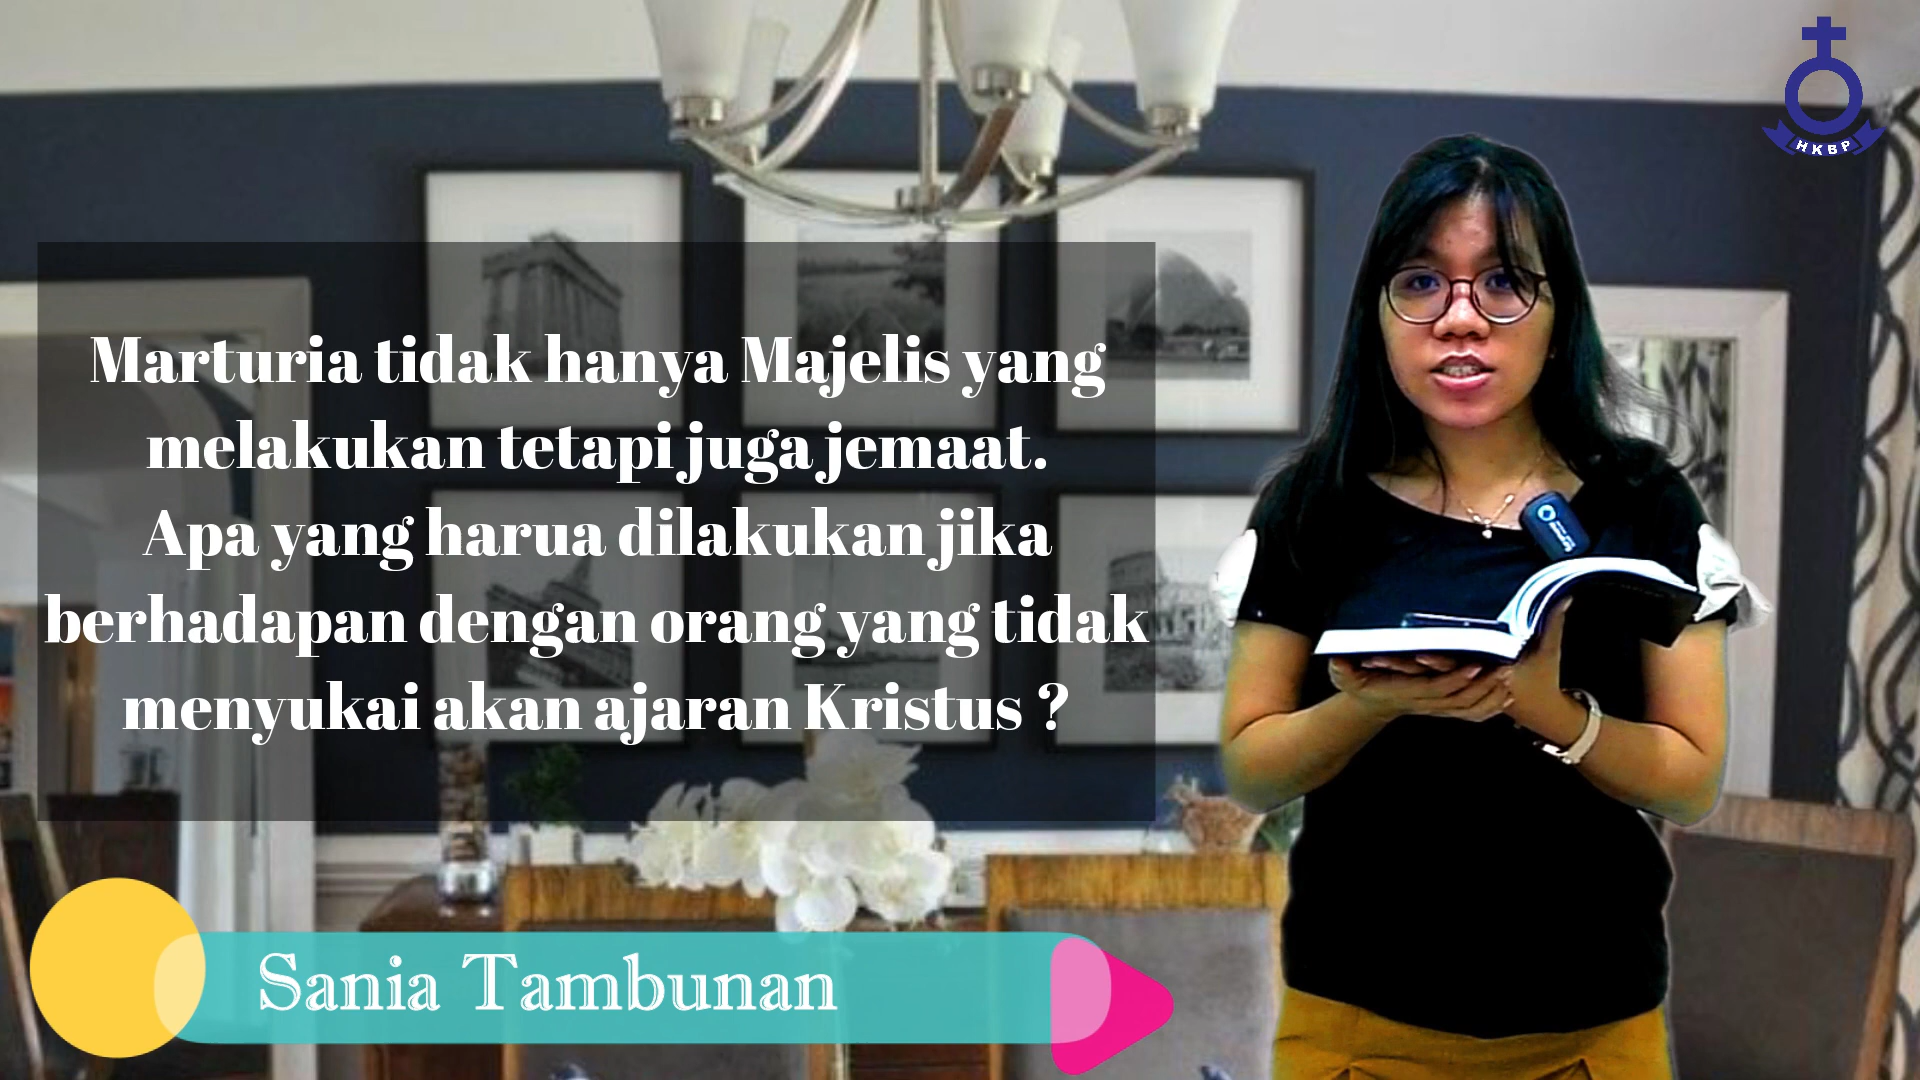 HKBP
Marturia tidak hanya Majelis yang
melakukan tetapi juga jemaat.
Apa yang harua dilakukan jika
berhadapan dengan orang yang tidak
menyukai akan ajaran Kristus ?
Sania Tambunan